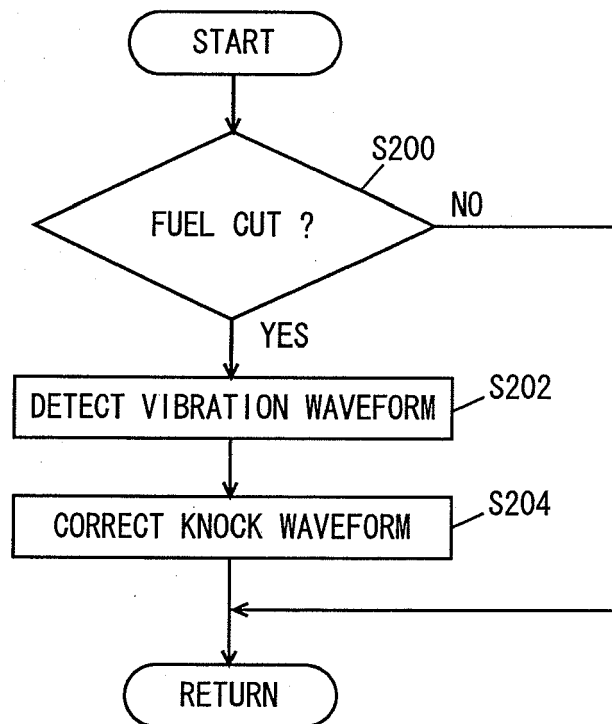 START
S200
FUEL CUT ?
NO
YES
DETECT VIBRATION WAVEFORM
S202
CORRECT KNOCK WAVEFORM
S204
RETURN